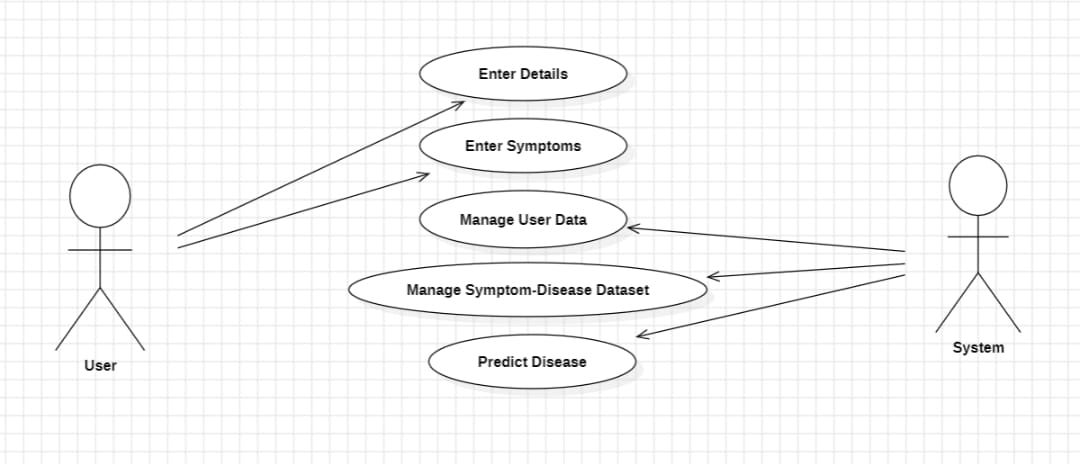 Enter Details
Enter Symptoms
Manage User Data
Manage Symptom-Disease Dataset
Predict Disease
User
System